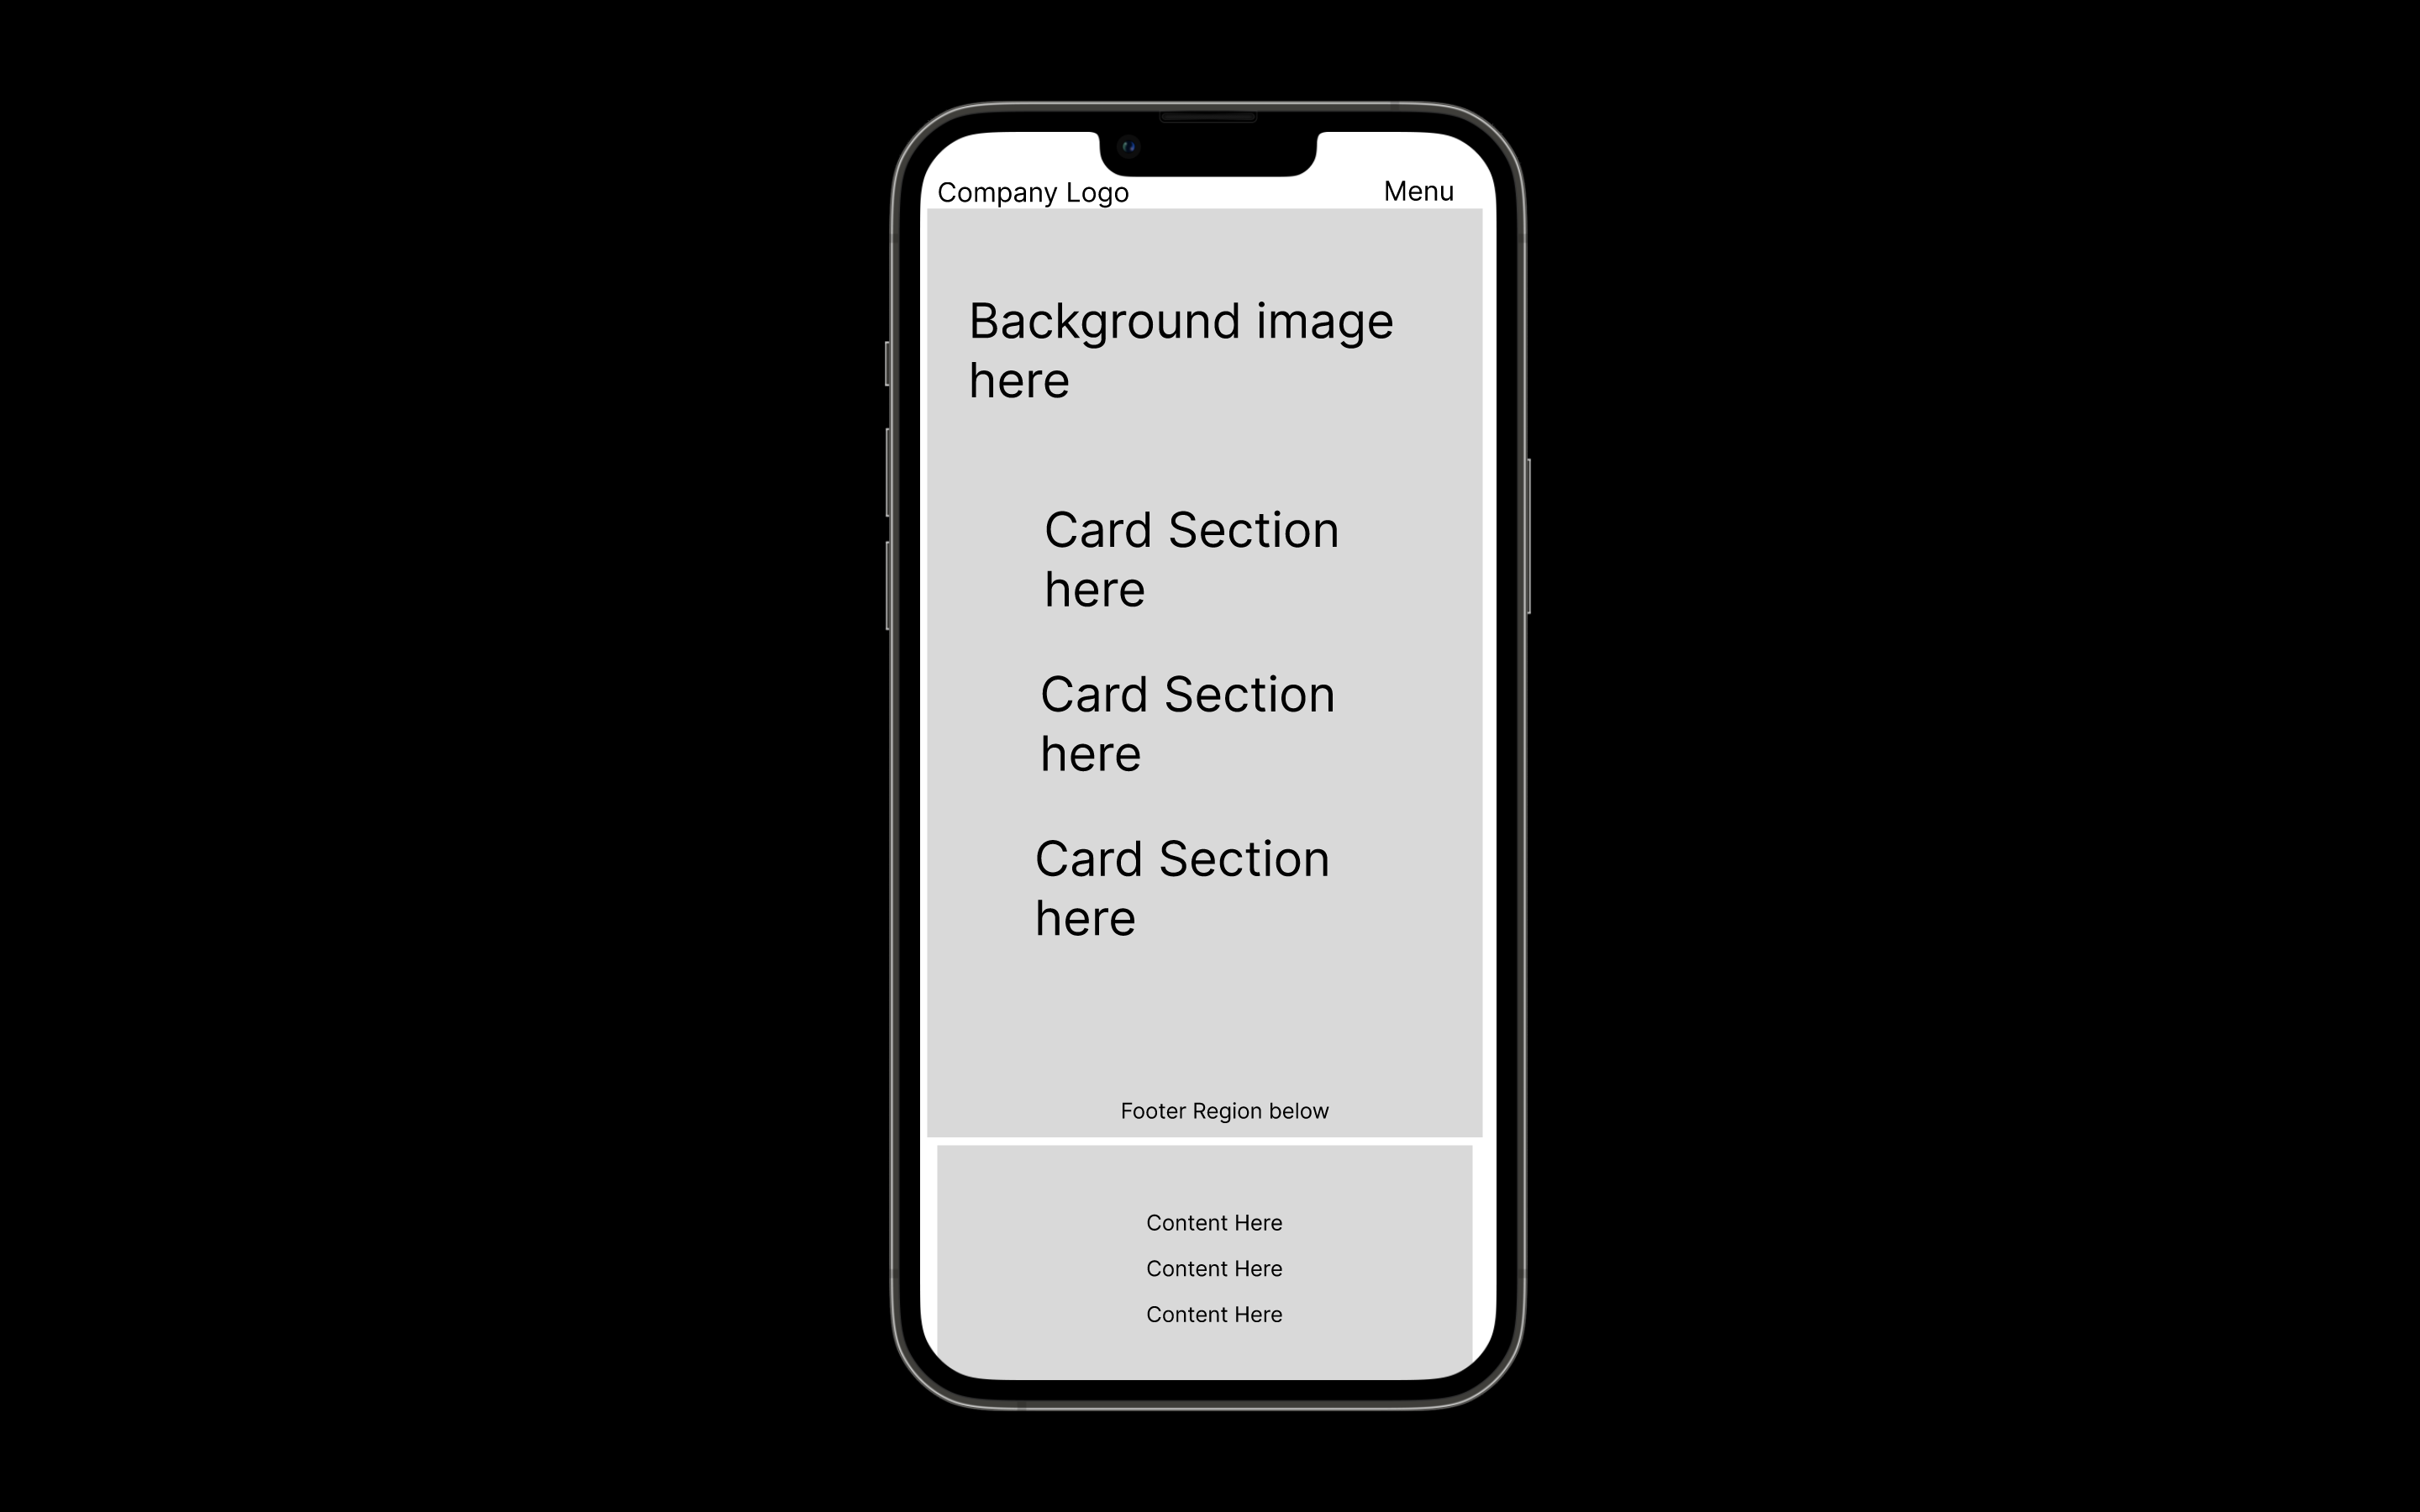 Company Logo
Menu
Background image
here
Card Section
here
Card Section
here
Card Section
here
Footer Region below
Content Here
Content Here
Content Here